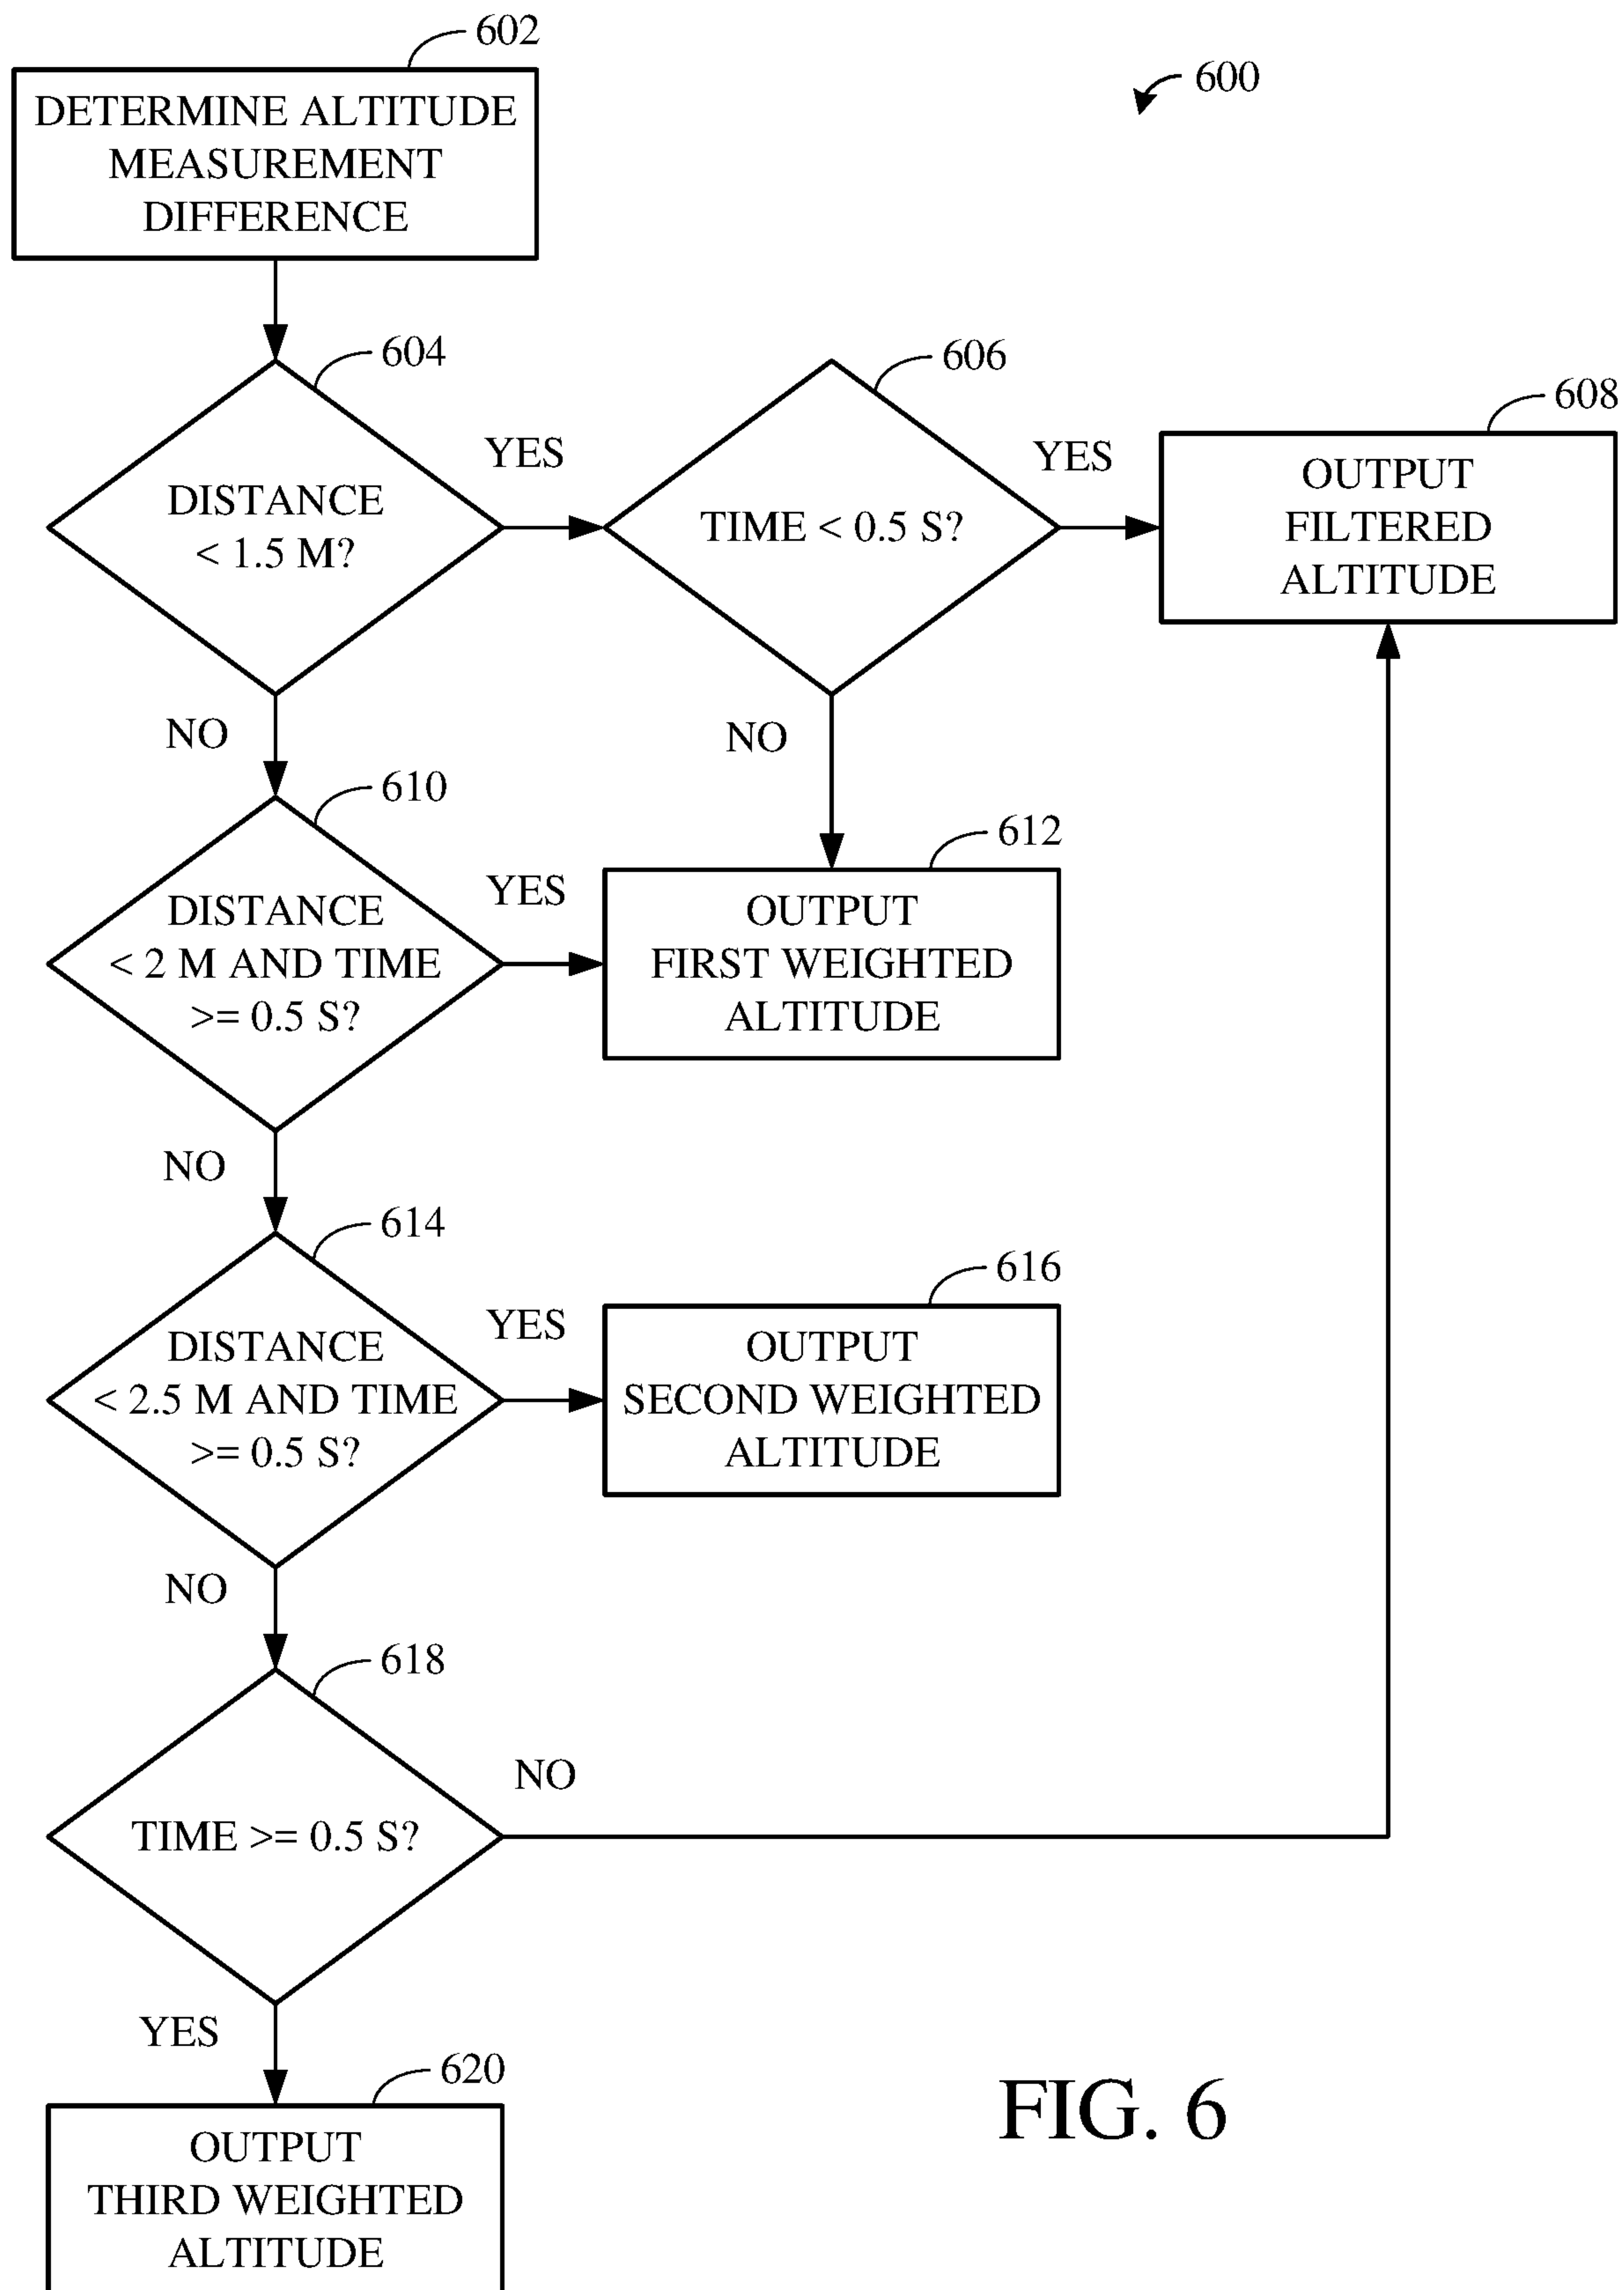 602
600
DETERMINE ALTITUDE
MEASUREMENT
DIFFERENCE
604
606
608
DISTANCE
< 1.5 M?
YES
TIME < 0.5 S?
YES
OUTPUT
FILTERED
ALTITUDE
NO
NO
610
612
DISTANCE
< 2 M AND TIME
>= 0.5 S?
YES
OUTPUT
FIRST WEIGHTED
ALTITUDE
NO
614
616
DISTANCE
< 2.5 M AND TIME
>= 0.5 S?
YES
OUTPUT
SECOND WEIGHTED
ALTITUDE
NO
618
TIME >= 0.5 S?
NO
YES
620
OUTPUT
THIRD WEIGHTED
ALTITUDE
FIG. 6